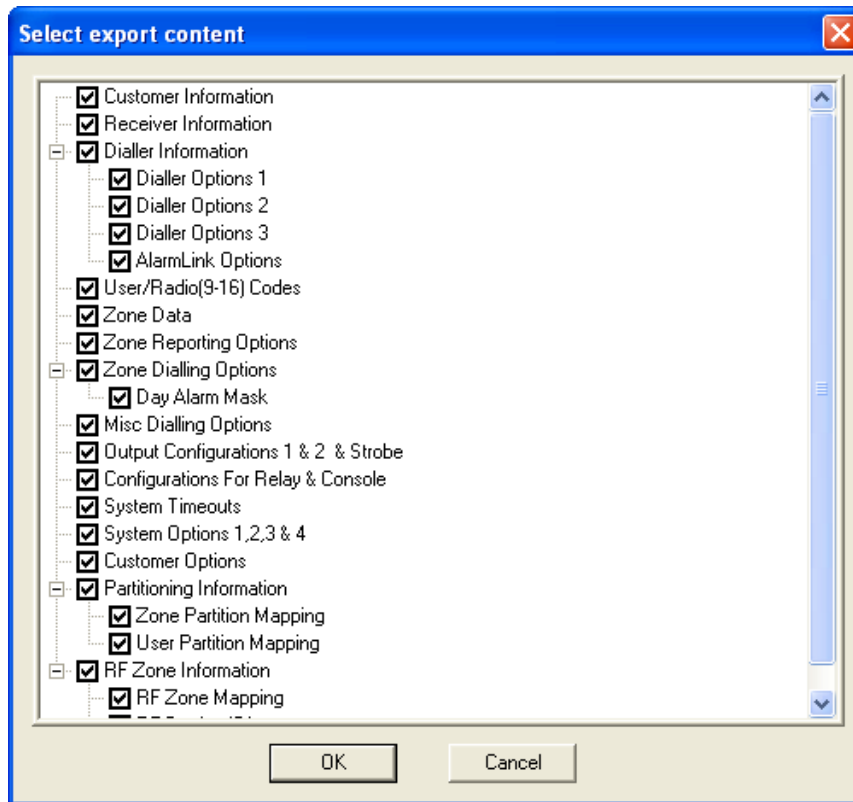 Select export content
Customer Information
Receiver Information
Dialler Information
Dialler Options 1
Dialler Options 2
Dialler Options 3
AlarmLink Options
User/Radio(9-16) Codes
Zone Data
Zone Reporting Options
Zone Dialling Options
Day Alarm Mask
Misc Dialling Options
Output Configurations 1 & 2 & Strobe
Configurations For Relay & Console
System Timeouts
System Options 1,2,3 & 4
Customer Options
Partitioning Information
Zone Partition Mapping
User Partition Mapping
RF Zone Information
RF Zone Mapping
OK Cancel